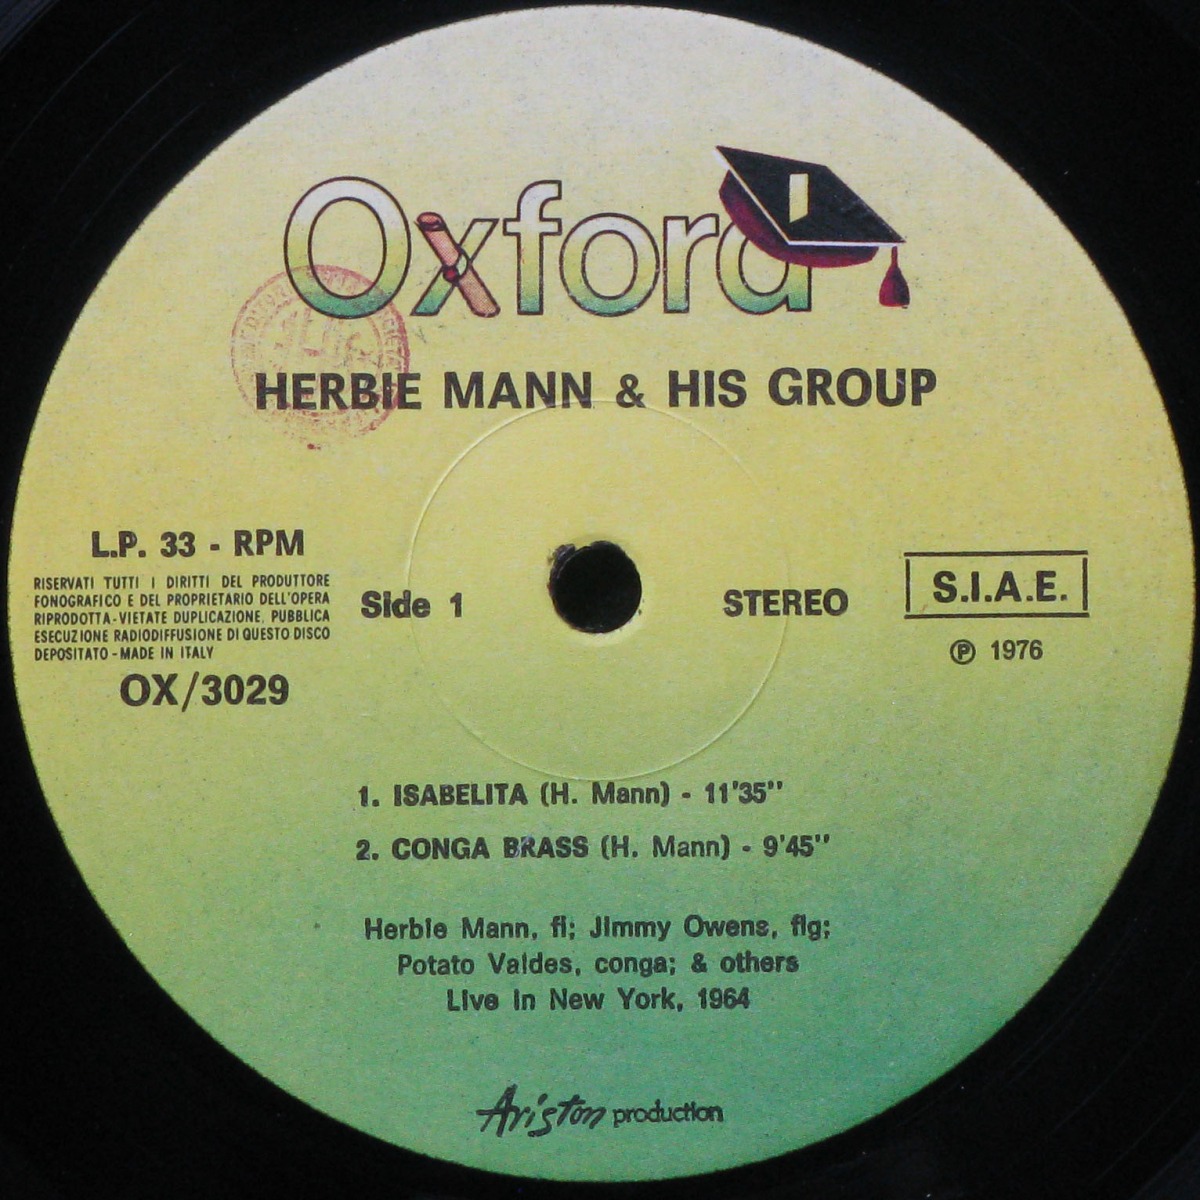 Oxford
HERBIE MANN & HIS GROUP
L.P. 33 - RPM
RISERVATI TUTTI I DIRITTI DEL PRODUTTORE
FONOGRAFICO E DEL PROPRIETARIO DELL'OPERA
RIPRODOTTA-VIETATE DUPLICAZIONE, PUBBLICA
ESECUZIONE RADIODIFFUSIONE DI QUESTO DISCO
DEPOSITATO - MADE IN ITALY
OX/3029
Side 1
STEREO
S.I.A.E.
℗ 1976
1. ISABELITA (H. Mann) - 11'35''
2. CONGA BRASS (H. Mann) - 9'45''
Herbie Mann, fl; Jimmy Owens, flg;
Potato Valdes, conga; & others
Live in New York, 1964
Ariston production